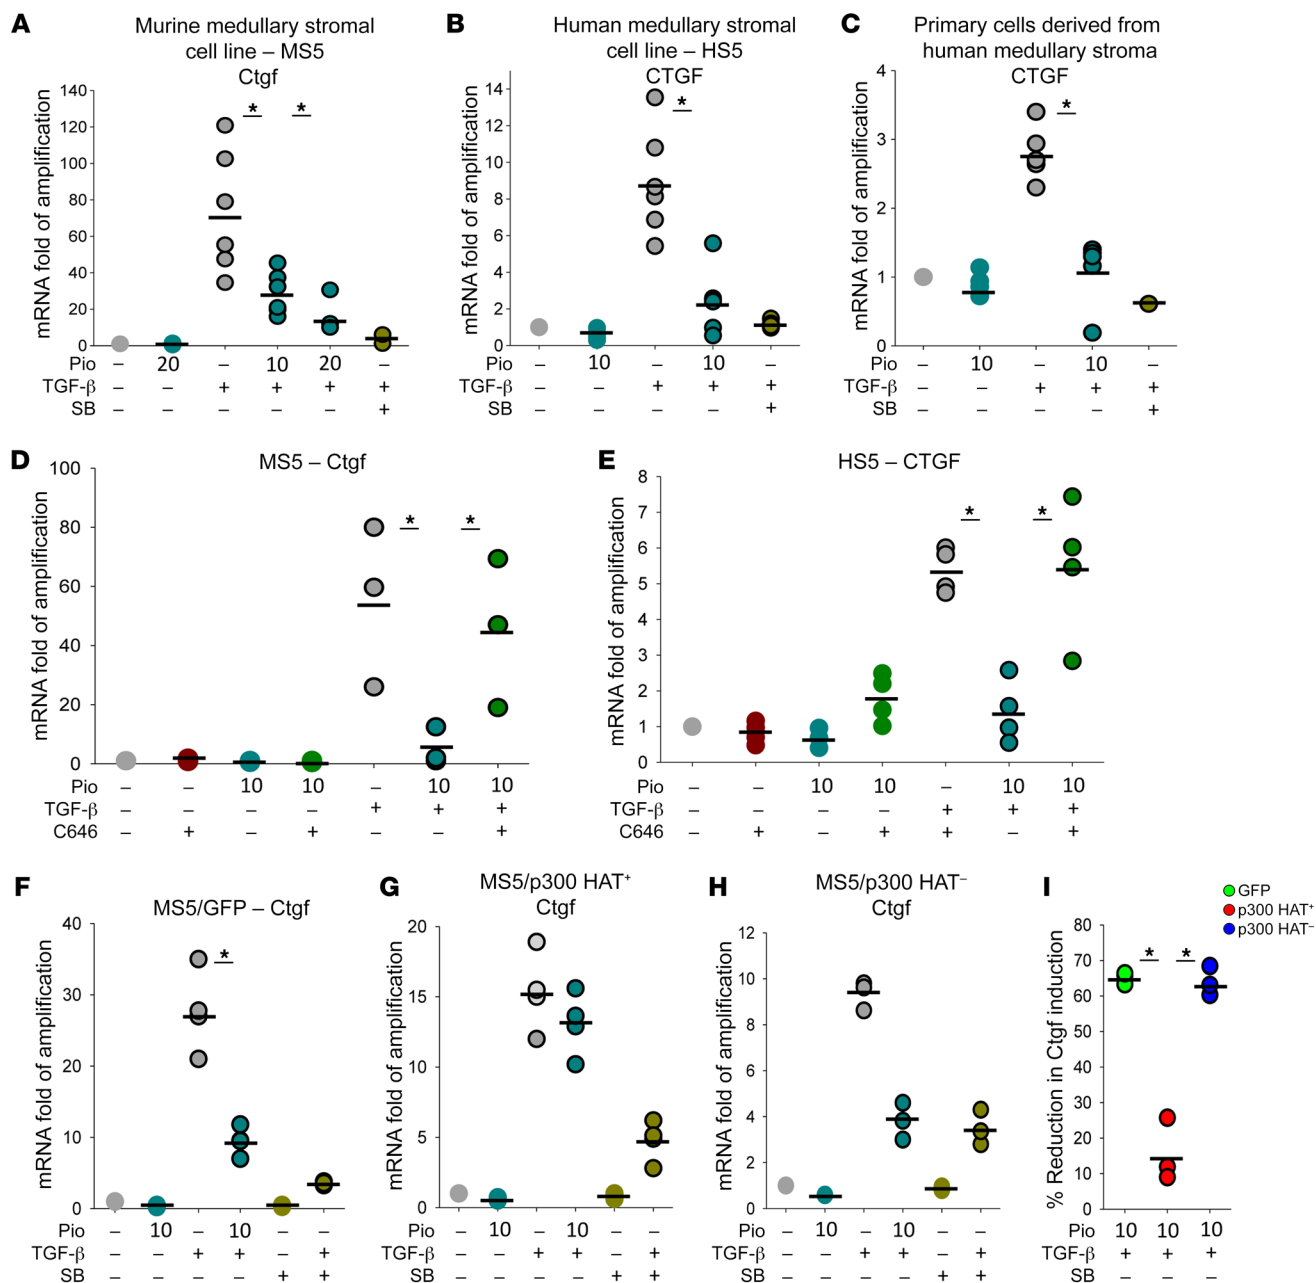 A
Murine medullary stromal
cell line – MS5
Ctgf
mRNA fold of amplification
140
120
100
80
60
40
20
0
*
*
Pio – 20 – 10 20 –
TGF-β – – + + + +
SB – – – – – +
B
Human medullary stromal
cell line – HS5
CTGF
mRNA fold of amplification
14
12
10
8
6
4
2
0
*
Pio – 10 – 10 –
TGF-β – – + + +
SB – – – – +
C
Primary cells derived from
human medullary stroma
CTGF
mRNA fold of amplification
4
3
2
1
0
*
Pio – 10 – 10 –
TGF-β – – + + +
SB – – – – +
D
MS5 – Ctgf
mRNA fold of amplification
100
80
60
40
20
0
*
*
Pio – – 10 10 – 10 10
TGF-β – – – – + + +
C646 – + – + – – +
E
HS5 – CTGF
mRNA fold of amplification
8
7
6
5
4
3
2
1
0
*
*
Pio – – 10 10 – 10 10
TGF-β – – – – + + +
C646 – + – + + – +
F
MS5/GFP – Ctgf
mRNA fold of amplification
40
30
20
10
0
*
Pio – 10 – 10 – –
TGF-β – – + + – +
SB – – – – + +
G
MS5/p300 HAT⁺
Ctgf
mRNA fold of amplification
20
15
10
5
0
Pio – 10 – 10 – –
TGF-β – – + + – +
SB – – – – + +
H
MS5/p300 HAT⁻
Ctgf
mRNA fold of amplification
12
10
8
6
4
2
0
Pio – 10 – 10 – –
TGF-β – – + + – +
SB – – – – + +
I
GFP
p300 HAT⁺
p300 HAT⁻
% Reduction in Ctgf induction
80
70
60
50
40
30
20
10
0
*
*
Pio 10 10 10
TGF-β + + +
SB – – –